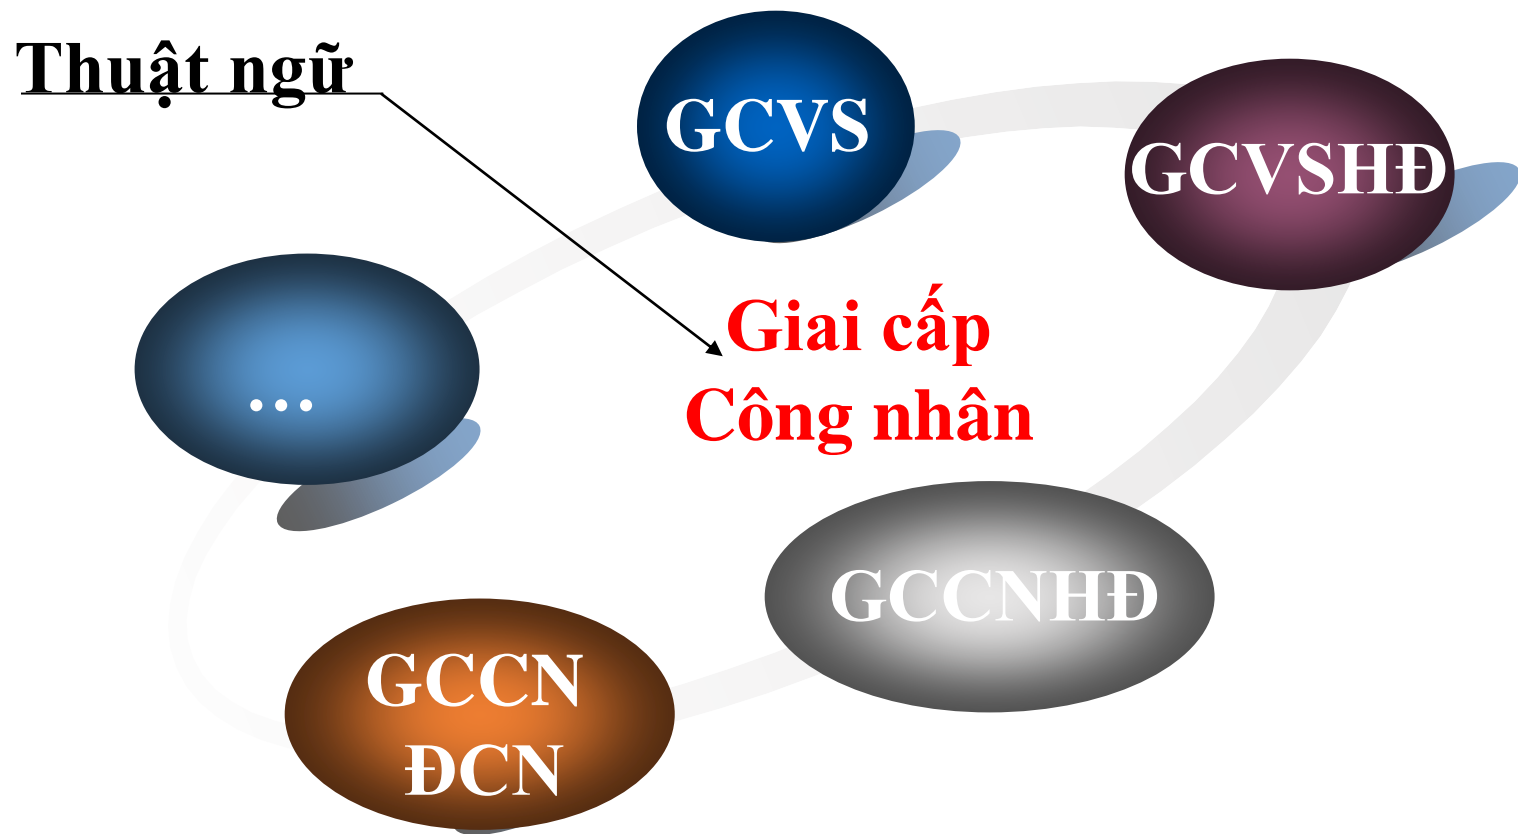 Thuật ngữ
GCVS
GCVSHĐ
Giai cấp
Công nhân
...
GCCNHĐ
GCCN
ĐCN